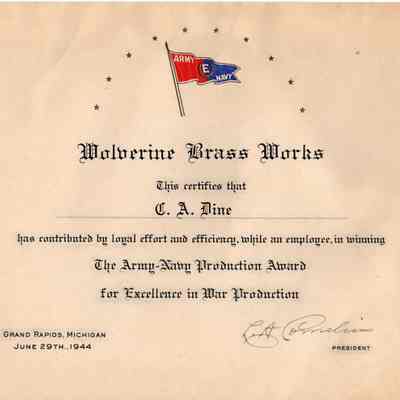 ARMY
E
NAVY
Wolverine Brass Works
This certifies that
C. A. Dine
has contributed by loyal effort and efficiency, while an employee, in winning
The Army-Navy Production Award
for Excellence in War Production
GRAND RAPIDS, MICHIGAN
JUNE 29TH., 1944
PRESIDENT